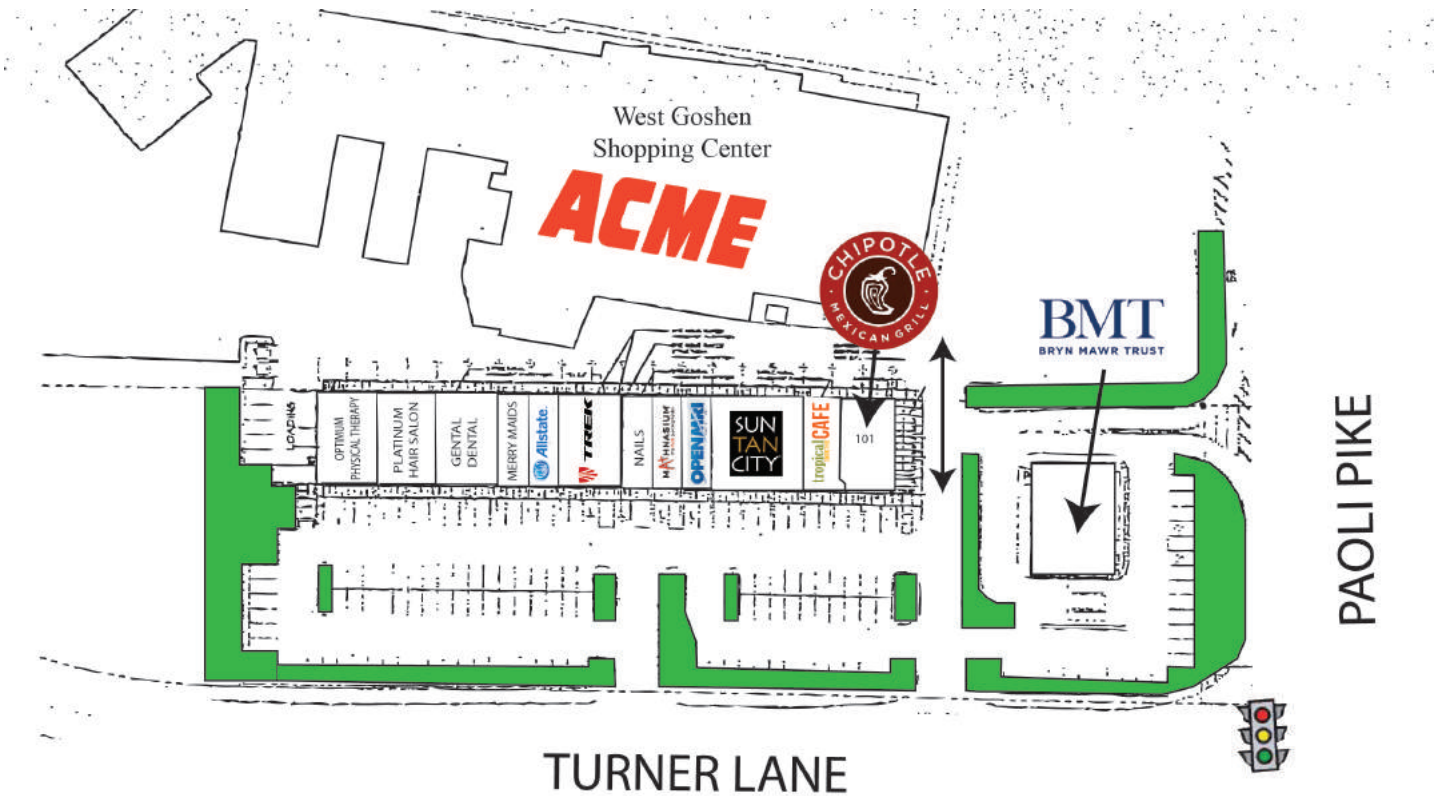 West Goshen
Shopping Center
ACME
CHIPOTLE
MEXICAN GRILL
BMT
BRYN MAWR TRUST
LOADING
OPTIMUM
PHYSICAL THERAPY
PLATINUM
HAIR SALON
GENTAL
DENTAL
MERRY MAIDS
Allstate.
TREK
NAILS
MATHNASIUM
OPENMRI
SUN
TAN
CITY
tropical CAFE
101
PAOLI PIKE
TURNER LANE